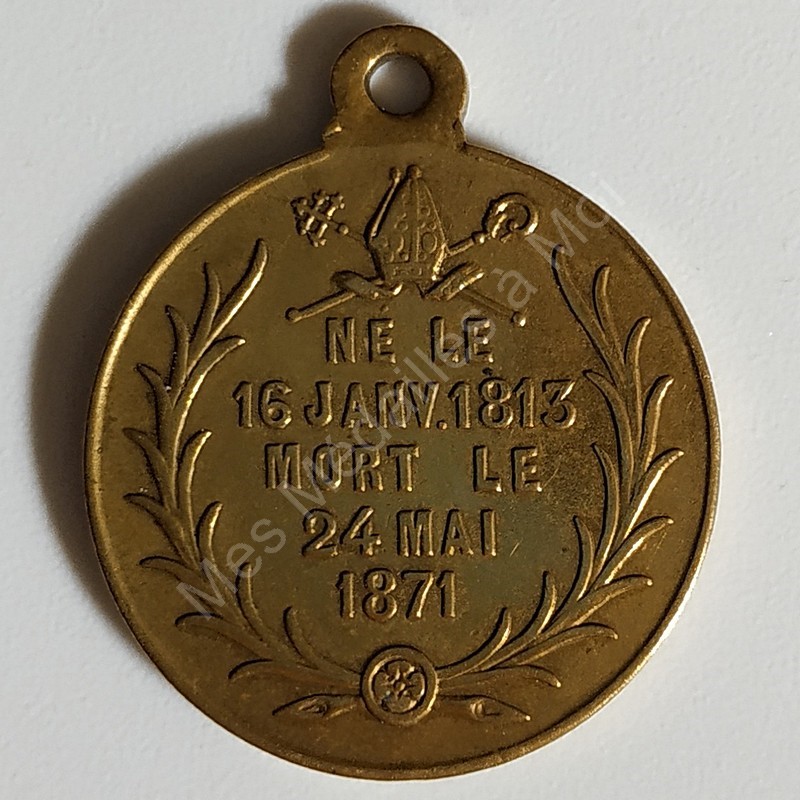 NÉ LE
16 JANV. 1813
MORT LE
24 MAI
1871
Mes Médailles à Moi